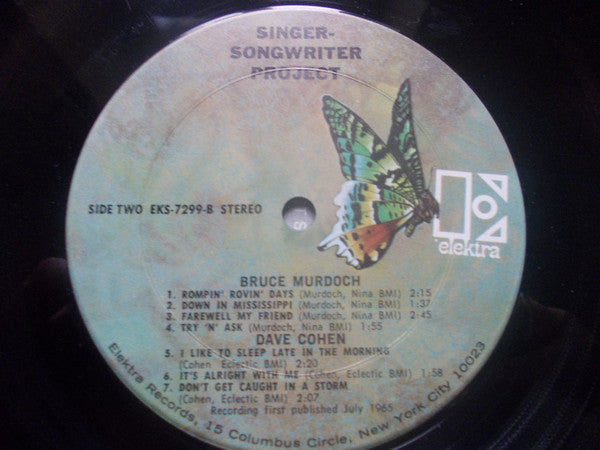 SINGER-
SONGWRITER
PROJECT
SIDE TWO EKS-7299-B STEREO
elektra
BRUCE MURDOCH
1. ROMPIN' ROVIN' DAYS (Murdoch, Nina BMI) 2:15
2. DOWN IN MISSISSIPPI (Murdoch, Nina BMI) 1:37
3. FAREWELL MY FRIEND (Murdoch, Nina BMI) 2:45
4. TRY 'N' ASK (Murdoch, Nina BMI) 1:55
DAVE COHEN
5. I LIKE TO SLEEP LATE IN THE MORNING
(Cohen, Eclectic BMI) 2:20
6. IT'S ALRIGHT WITH ME (Cohen, Eclectic BMI) 1:58
7. DON'T GET CAUGHT IN A STORM
(Cohen, Eclectic BMI) 2:07
Recording first published July 1965
Elektra Records, 15 Columbus Circle, New York City 10023